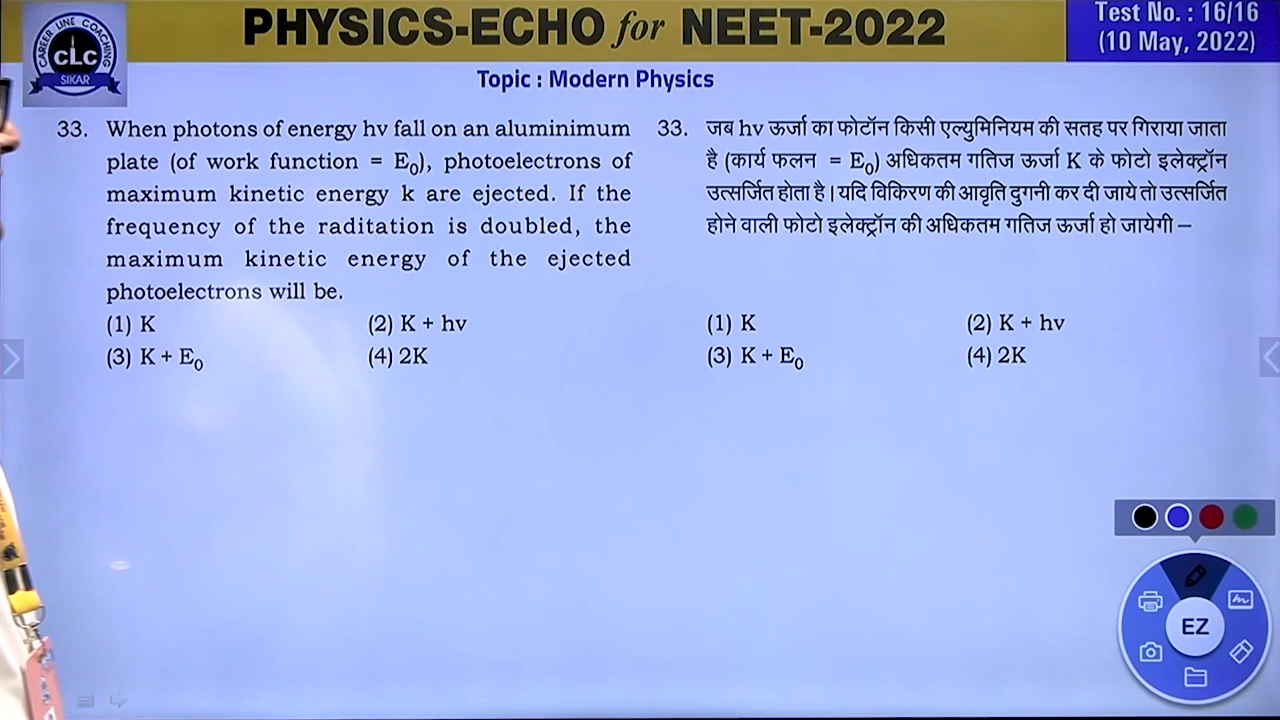 PHYSICS-ECHO for NEET-2022
Test No. : 16/16
(10 May, 2022)
CAREER LINE COACHING
CLC
SIKAR
Topic : Modern Physics
33. When photons of energy hv fall on an aluminimum
plate (of work function = E₀), photoelectrons of
maximum kinetic energy k are ejected. If the
frequency of the raditation is doubled, the
maximum kinetic energy of the ejected
photoelectrons will be.
(1) K (2) K + hv
(3) K + E₀ (4) 2K
33. जब hv ऊर्जा का फोटॉन किसी एल्युमिनियम की सतह पर गिराया जाता
है (कार्य फलन = E₀) अधिकतम गतिज ऊर्जा K के फोटो इलेक्ट्रॉन
उत्सर्जित होता है। यदि विकिरण की आवृति दुगनी कर दी जाये तो उत्सर्जित
होने वाली फोटो इलेक्ट्रॉन की अधिकतम गतिज ऊर्जा हो जायेगी –
(1) K (2) K + hv
(3) K + E₀ (4) 2K
EZ